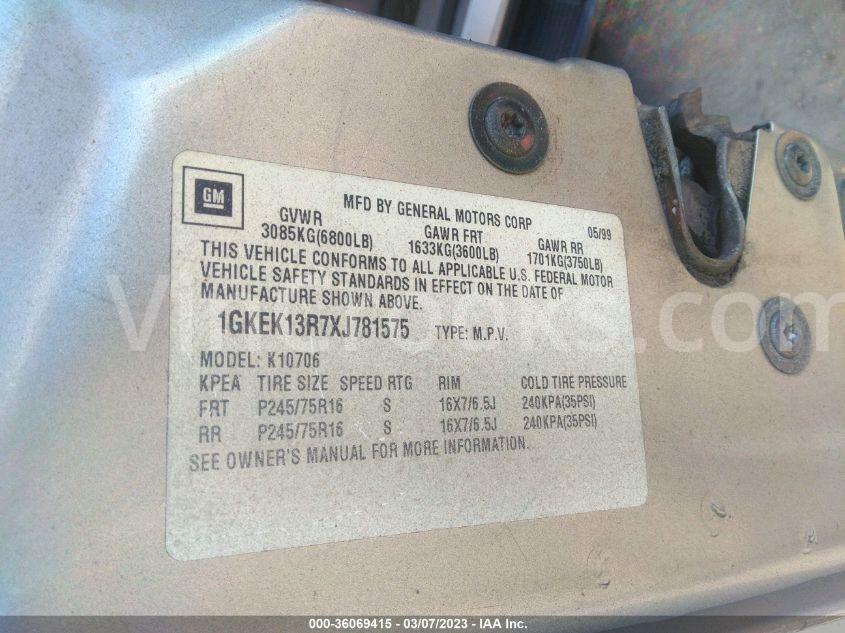 GM
MFD BY GENERAL MOTORS CORP 05/99
GVWR GAWR FRT GAWR RR
3085KG(6800LB) 1633KG(3600LB) 1701KG(3750LB)
THIS VEHICLE CONFORMS TO ALL APPLICABLE U.S. FEDERAL MOTOR
VEHICLE SAFETY STANDARDS IN EFFECT ON THE DATE OF
MANUFACTURE SHOWN ABOVE.
1GKEK13R7XJ781575 TYPE: M.P.V.
MODEL: K10706
KPEA TIRE SIZE SPEED RTG RIM COLD TIRE PRESSURE
FRT P245/75R16 S 16X7/6.5J 240KPA(35PSI)
RR P245/75R16 S 16X7/6.5J 240KPA(35PSI)
SEE OWNER'S MANUAL FOR MORE INFORMATION.
000-36069415 - 03/07/2023 - IAA Inc.